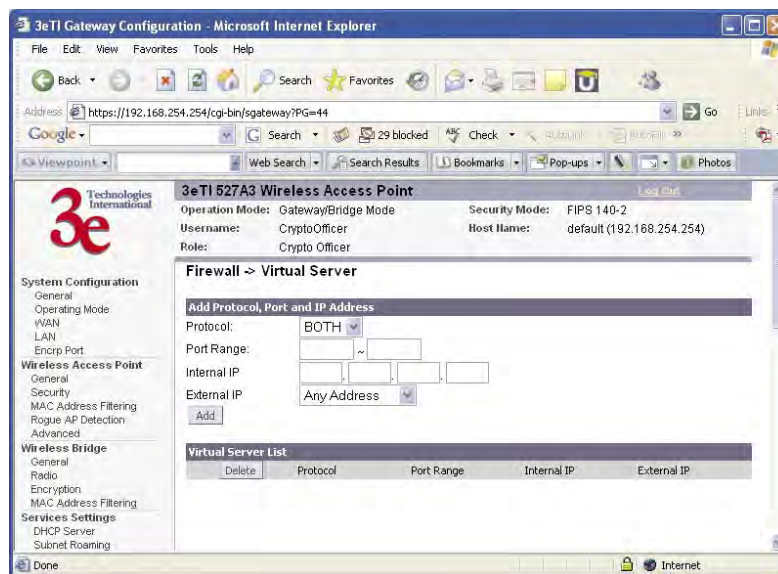 3eTI Gateway Configuration - Microsoft Internet Explorer
File Edit View Favorites Tools Help
Back Search Favorites
Address https://192.168.254.254/cgi-bin/sgateway?PG=44 Go Links
Google Search 29 blocked ABC Check AutoLink AutoFill »
Viewpoint Web Search Search Results Bookmarks Pop-ups Photos
3e Technologies International
3eTI 527A3 Wireless Access Point Log Out
Operation Mode: Gateway/Bridge Mode Security Mode: FIPS 140-2
Username: CryptoOfficer Host Name: default (192.168.254.254)
Role: Crypto Officer
System Configuration
General
Operating Mode
WAN
LAN
Encrp Port
Wireless Access Point
General
Security
MAC Address Filtering
Rogue AP Detection
Advanced
Wireless Bridge
General
Radio
Encryption
MAC Address Filtering
Services Settings
DHCP Server
Subnet Roaming
Firewall -> Virtual Server
Add Protocol, Port and IP Address
Protocol: BOTH
Port Range: ~
Internal IP . . .
External IP Any Address
Add
Virtual Server List
Delete Protocol Port Range Internal IP External IP
Done Internet